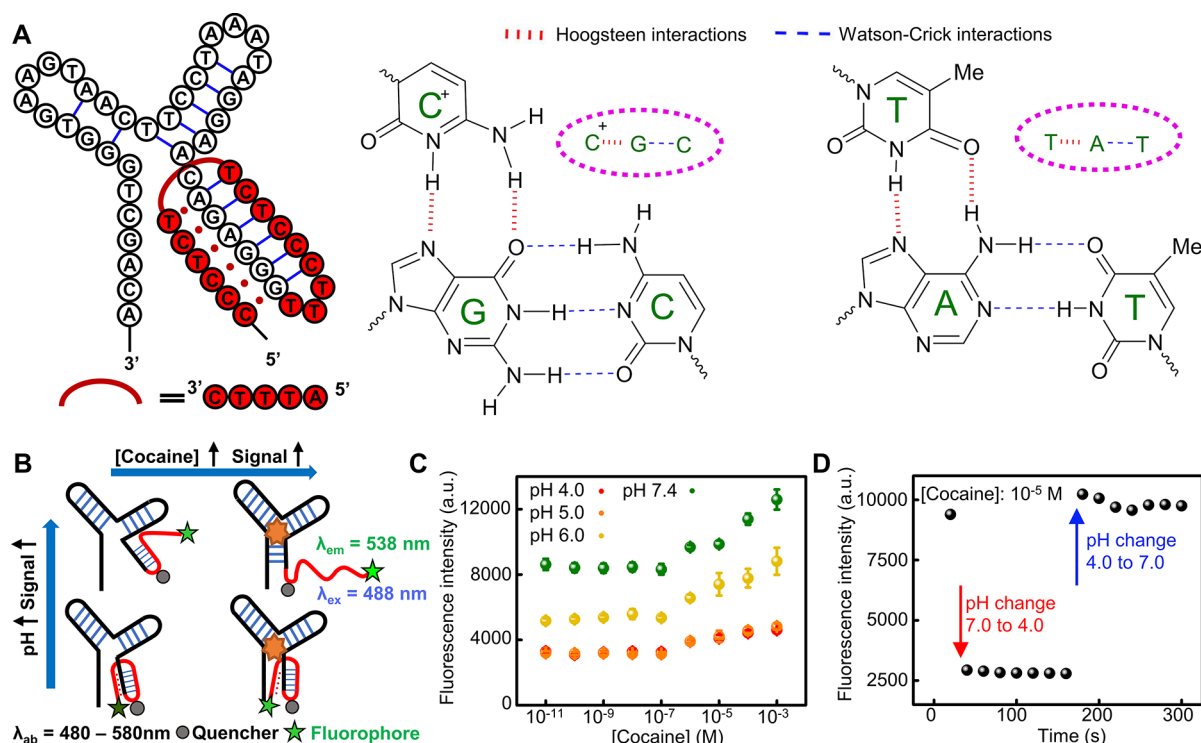 A
Hoogsteen interactions
Watson-Crick interactions
A G T A A C T T C C T A A A T A G G A
A A G T G G G T C G C A G C A
C A G A G G G
T C T C C C T T T
T C T C C C
3’
5’
3’ C T T T A 5’
=
C+
O
N
H
N
H
H
C+ G C
N
O
H
N
H
N
G
N
H
N
C
N
N
N
H
O
H
T
Me
O
N
N
O
H
T A T
H
N
N
H
O
Me
N
A
N
N
H
N
T
N
O
B
[Cocaine] ↑ Signal ↑
pH ↑ Signal ↑
λem = 538 nm
λex = 488 nm
λab = 480 – 580nm Quencher Fluorophore
C
Fluorescence intensity (a.u.)
pH 4.0 pH 7.4
pH 5.0
pH 6.0
12000
8000
4000
0
10-11 10-9 10-7 10-5 10-3
[Cocaine] (M)
D
Fluorescence intensity (a.u.)
[Cocaine]: 10-5 M
pH change
4.0 to 7.0
pH change
7.0 to 4.0
10000
7500
5000
2500
0 100 200 300
Time (s)